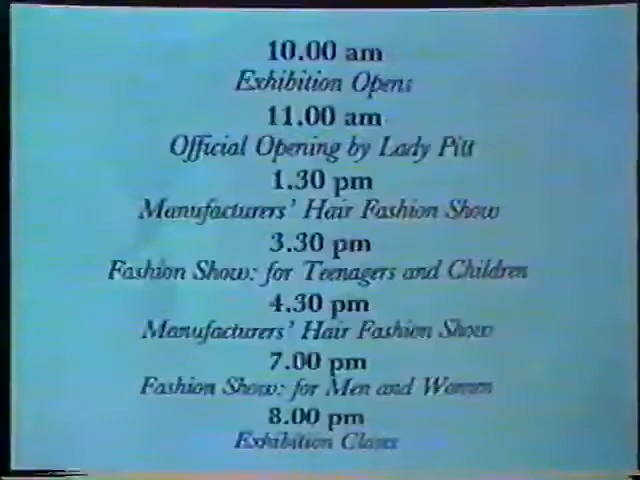 10.00 am
Exhibition Opens
11.00 am
Official Opening by Lady Pitt
1.30 pm
Manufacturers' Hair Fashion Show
3.30 pm
Fashion Show: for Teenagers and Children
4.30 pm
Manufacturers' Hair Fashion Show
7.00 pm
Fashion Show: for Men and Women
8.00 pm
Exhibition Closes